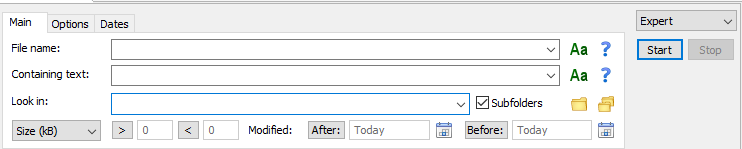 Main Options Dates Expert
File name: Aa ?
Start Stop
Containing text: Aa ?
Look in: Subfolders
Size (kB) > 0 < 0 Modified: After: Today Before: Today